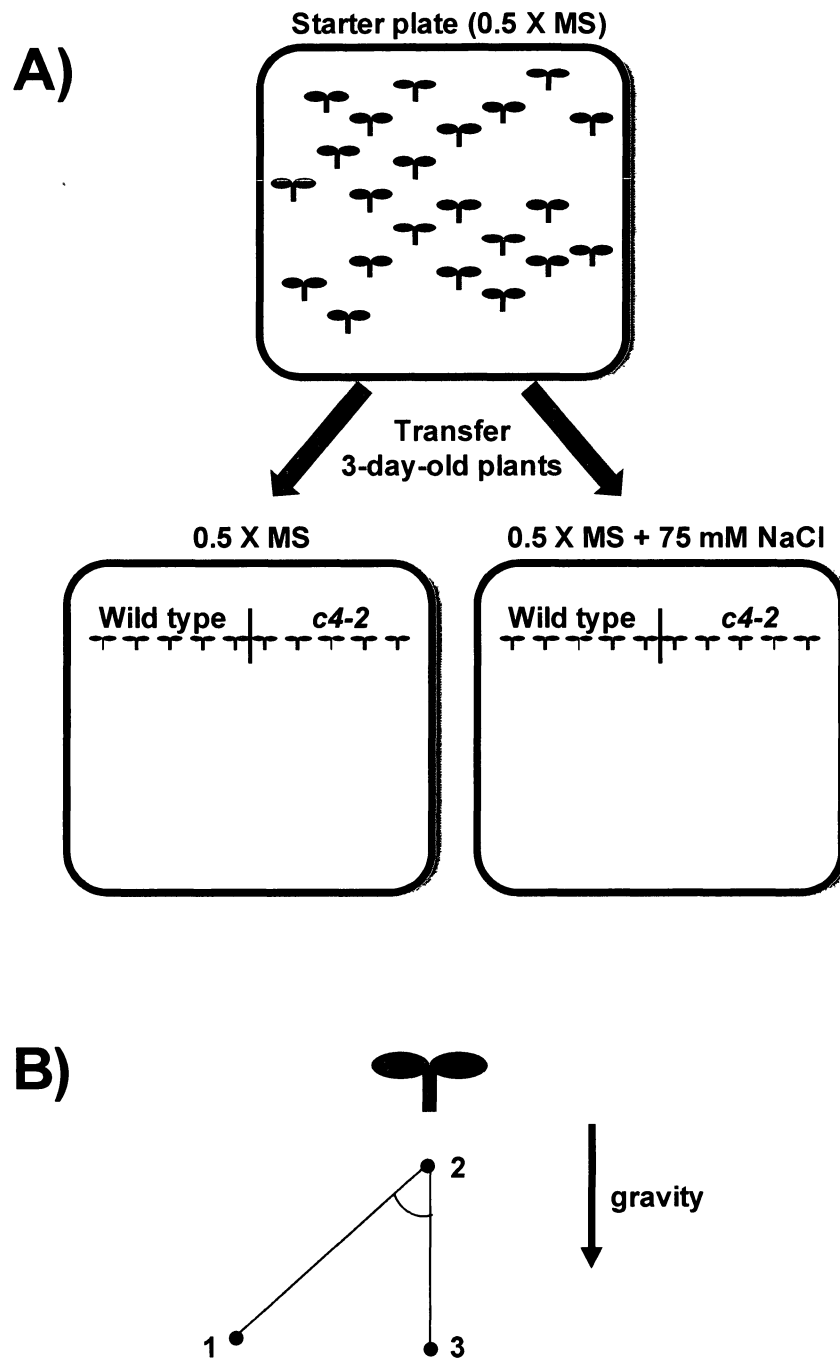 A)
Starter plate (0.5 X MS)
Transfer
3-day-old plants
0.5 X MS
0.5 X MS + 75 mM NaCl
Wild type
c4-2
Wild type
c4-2
B)
2
gravity
1
3